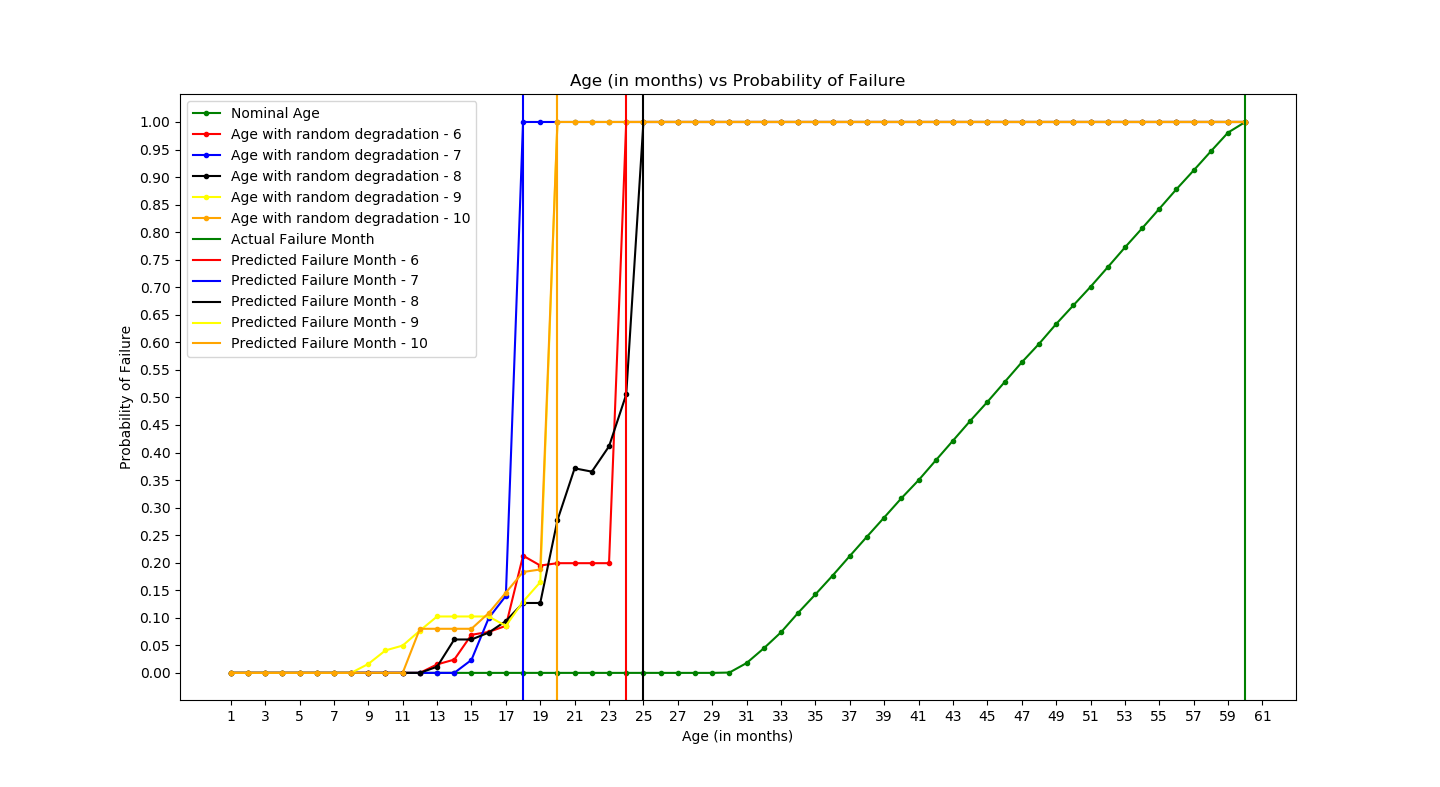 Age (in months) vs Probability of Failure
Nominal Age
Age with random degradation - 6
Age with random degradation - 7
Age with random degradation - 8
Age with random degradation - 9
Age with random degradation - 10
Actual Failure Month
Predicted Failure Month - 6
Predicted Failure Month - 7
Predicted Failure Month - 8
Predicted Failure Month - 9
Predicted Failure Month - 10
Probability of Failure
1.00
0.95
0.90
0.85
0.80
0.75
0.70
0.65
0.60
0.55
0.50
0.45
0.40
0.35
0.30
0.25
0.20
0.15
0.10
0.05
0.00
1 3 5 7 9 11 13 15 17 19 21 23 25 27 29 31 33 35 37 39 41 43 45 47 49 51 53 55 57 59 61
Age (in months)